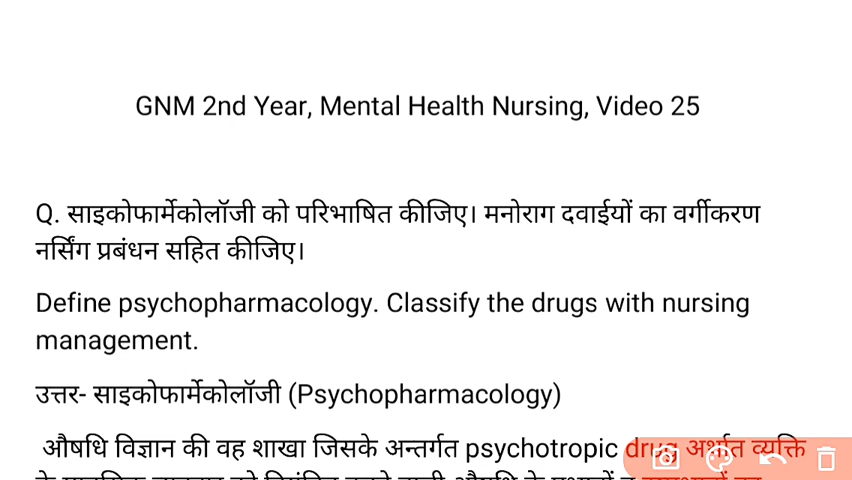 GNM 2nd Year, Mental Health Nursing, Video 25
Q. साइकोफार्मेकोलॉजी को परिभाषित कीजिए। मनोराग दवाईयों का वर्गीकरण
नर्सिंग प्रबंधन सहित कीजिए।
Define psychopharmacology. Classify the drugs with nursing
management.
उत्तर- साइकोफार्मेकोलॉजी (Psychopharmacology)
औषधि विज्ञान की वह शाखा जिसके अन्तर्गत psychotropic drug अर्थात व्यक्ति